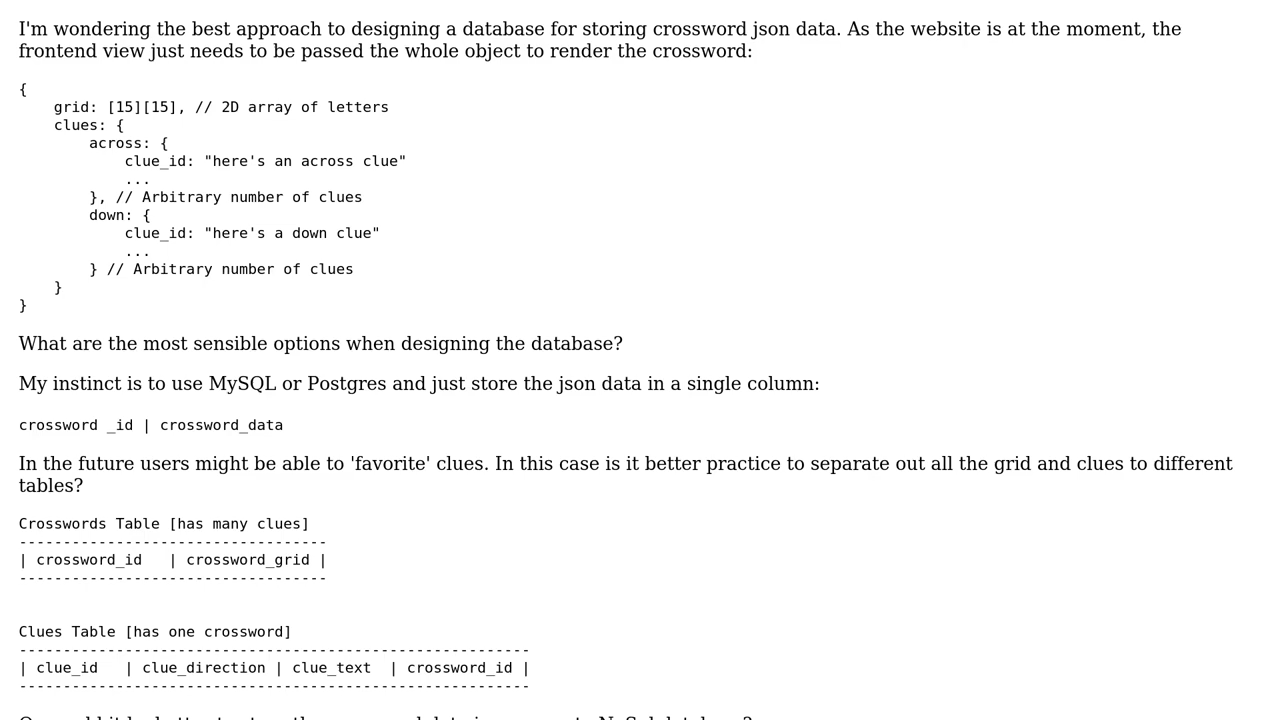 I'm wondering the best approach to designing a database for storing crossword json data. As the website is at the moment, the
frontend view just needs to be passed the whole object to render the crossword:
{
    grid: [15][15], // 2D array of letters
    clues: {
        across: {
            clue_id: "here's an across clue"
            ...
        }, // Arbitrary number of clues
        down: {
            clue_id: "here's a down clue"
            ...
        } // Arbitrary number of clues
    }
}
What are the most sensible options when designing the database?
My instinct is to use MySQL or Postgres and just store the json data in a single column:
crossword _id | crossword_data
In the future users might be able to 'favorite' clues. In this case is it better practice to separate out all the grid and clues to different
tables?
Crosswords Table [has many clues]
-----------------------------------
| crossword_id   | crossword_grid |
-----------------------------------
Clues Table [has one crossword]
----------------------------------------------------------
| clue_id   | clue_direction | clue_text  | crossword_id |
----------------------------------------------------------